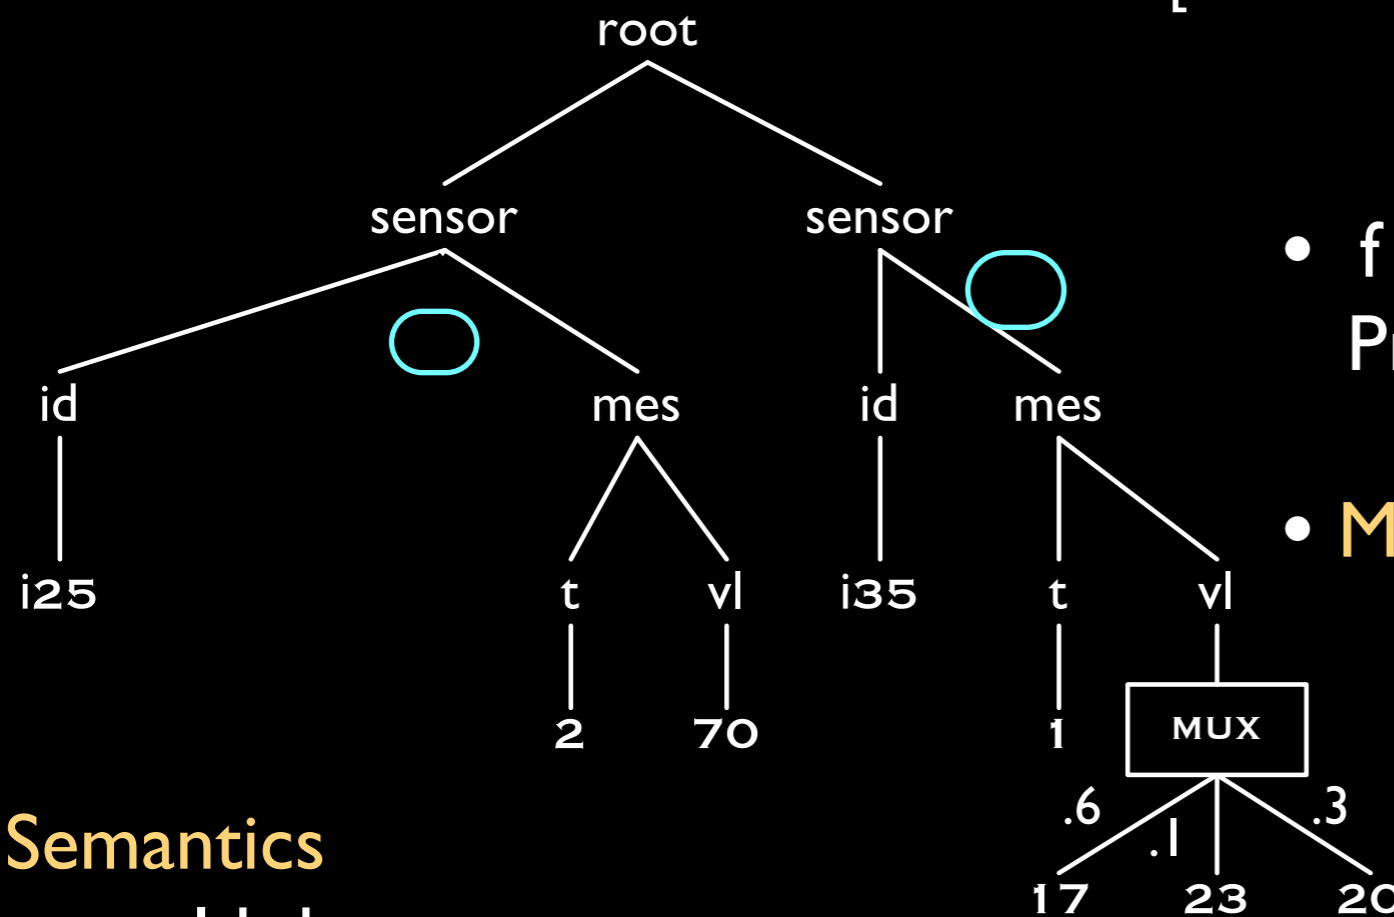 root
sensor sensor
• f
id mes id mes
•
i25 t vl i35 t vl
2 70 1 MUX
.6 .1 .3
Semantics
17 23